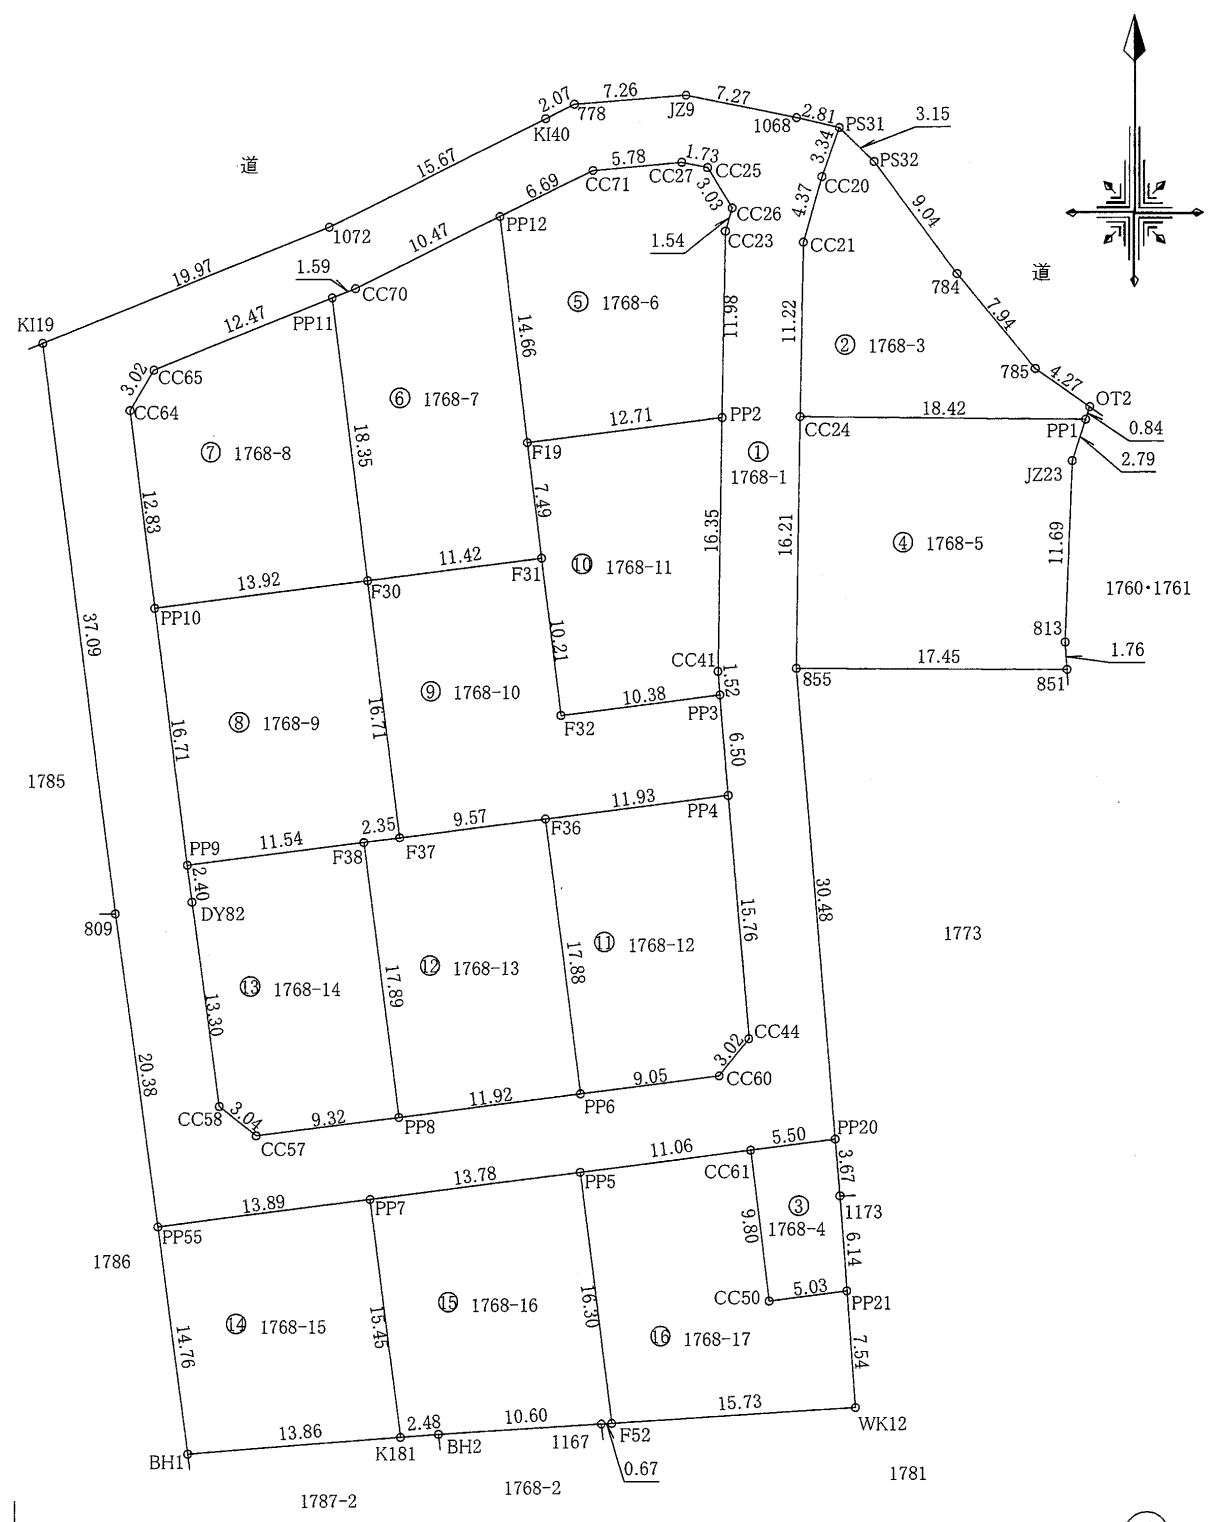 2.07
7.26
778
JZ9
7.27
2.81
1068
PS31
3.15
KI40
道
15.67
5.78
1.73
CC27
CC25
CC71
3.03
3.34
PS32
CC20
6.69
CC26
4.37
9.04
PP12
1.54
CC23
CC21
1072
10.47
19.97
1.59
CC70
道
784
KI19
12.47
PP11
⑤ 1768-6
11.98
11.22
7.94
14.66
② 1768-3
785
3.02
CC65
4.27
CC64
⑥ 1768-7
OT2
12.71
PP2
18.42
CC24
PP1
0.84
⑦ 1768-8
18.35
F19
① 1768-1
2.79
JZ23
12.83
7.49
16.35
16.21
④ 1768-5
11.69
11.42
F31
⑩ 1768-11
13.92
F30
1760・1761
PP10
37.09
10.21
813
1.76
CC41
1.52
17.45
855
851
⑨ 1768-10
10.38
PP3
F32
⑧ 1768-9
16.71
16.71
6.50
1785
11.93
PP4
9.57
F36
2.35
PP9
11.54
F38
F37
2.40
DY82
809
30.48
15.76
1773
⑪ 1768-12
⑫ 1768-13
17.88
⑬ 1768-14
17.89
13.30
CC44
3.02
20.38
CC60
9.05
PP6
11.92
CC58
3.04
9.32
PP8
CC57
PP20
5.50
11.06
CC61
3.67
13.78
PP5
13.89
PP7
③ 1768-4
1173
PP55
9.80
6.14
1786
5.03
CC50
PP21
⑮ 1768-16
16.30
⑭ 1768-15
15.45
⑯ 1768-17
14.76
7.54
15.73
WK12
10.60
F52
2.48
1167
13.86
BH2
K181
BH1
0.67
1781
1768-2
1787-2